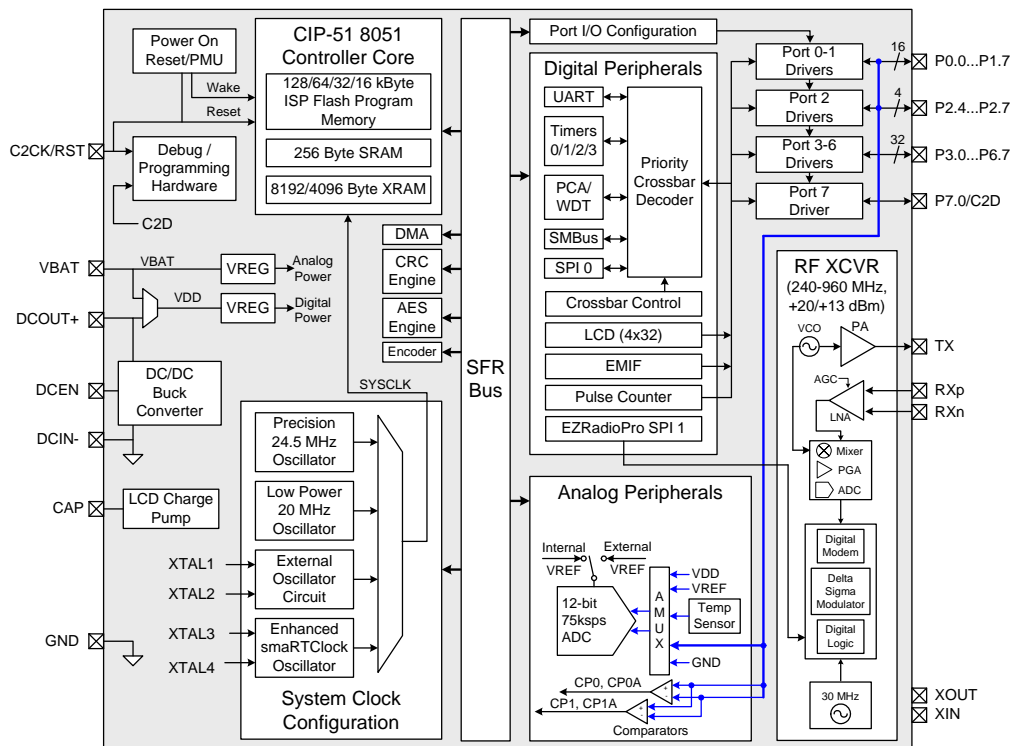 Power On
Reset/PMU
Wake
Reset
C2CK/RST
Debug /
Programming
Hardware
C2D
VBAT
VBAT
VREG
Analog
Power
VDD
VREG
Digital
Power
DCOUT+
DC/DC
Buck
Converter
DCEN
DCIN-
CAP
LCD Charge
Pump
XTAL1
XTAL2
GND
XTAL3
XTAL4
CIP-51 8051
Controller Core
128/64/32/16 kByte
ISP Flash Program
Memory
256 Byte SRAM
8192/4096 Byte XRAM
DMA
CRC
Engine
AES
Engine
Encoder
SYSCLK
Precision
24.5 MHz
Oscillator
Low Power
20 MHz
Oscillator
External
Oscillator
Circuit
Enhanced
smaRTClock
Oscillator
System Clock
Configuration
SFR
Bus
Port I/O Configuration
Digital Peripherals
UART
Timers
0/1/2/3
PCA/
WDT
SMBus
SPI 0
Priority
Crossbar
Decoder
Crossbar Control
LCD (4x32)
EMIF
Pulse Counter
EZRadioPro SPI 1
Analog Peripherals
Internal
VREF
External
VREF
12-bit
75ksps
ADC
A
M
U
X
VDD
VREF
Temp
Sensor
GND
CP0, CP0A
+
-
CP1, CP1A
+
-
Comparators
Port 0-1
Drivers
16
P0.0...P1.7
Port 2
Drivers
4
P2.4...P2.7
Port 3-6
Drivers
32
P3.0...P6.7
Port 7
Driver
P7.0/C2D
RF XCVR
(240-960 MHz,
+20/+13 dBm)
VCO
PA
TX
AGC
LNA
RXp
RXn
Mixer
PGA
ADC
Digital
Modem
Delta
Sigma
Modulator
Digital
Logic
30 MHz
XOUT
XIN